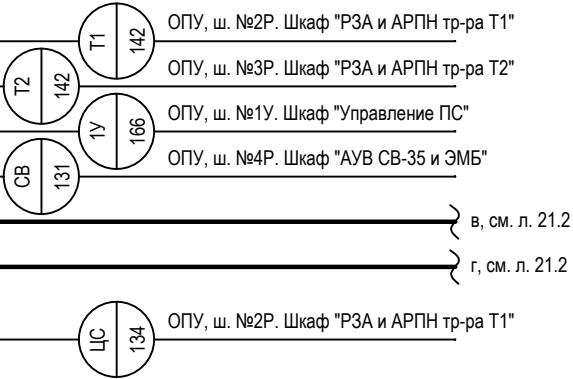 Т1 142 ОПУ, ш. №2Р. Шкаф "РЗА и АРПН тр-ра Т1"
Т2 142 ОПУ, ш. №3Р. Шкаф "РЗА и АРПН тр-ра Т2"
1У 166 ОПУ, ш. №1У. Шкаф "Управление ПС"
СВ 131 ОПУ, ш. №4Р. Шкаф "АУВ СВ-35 и ЭМБ"
в, см. л. 21.2
г, см. л. 21.2
ЦС 134 ОПУ, ш. №2Р. Шкаф "РЗА и АРПН тр-ра Т1"